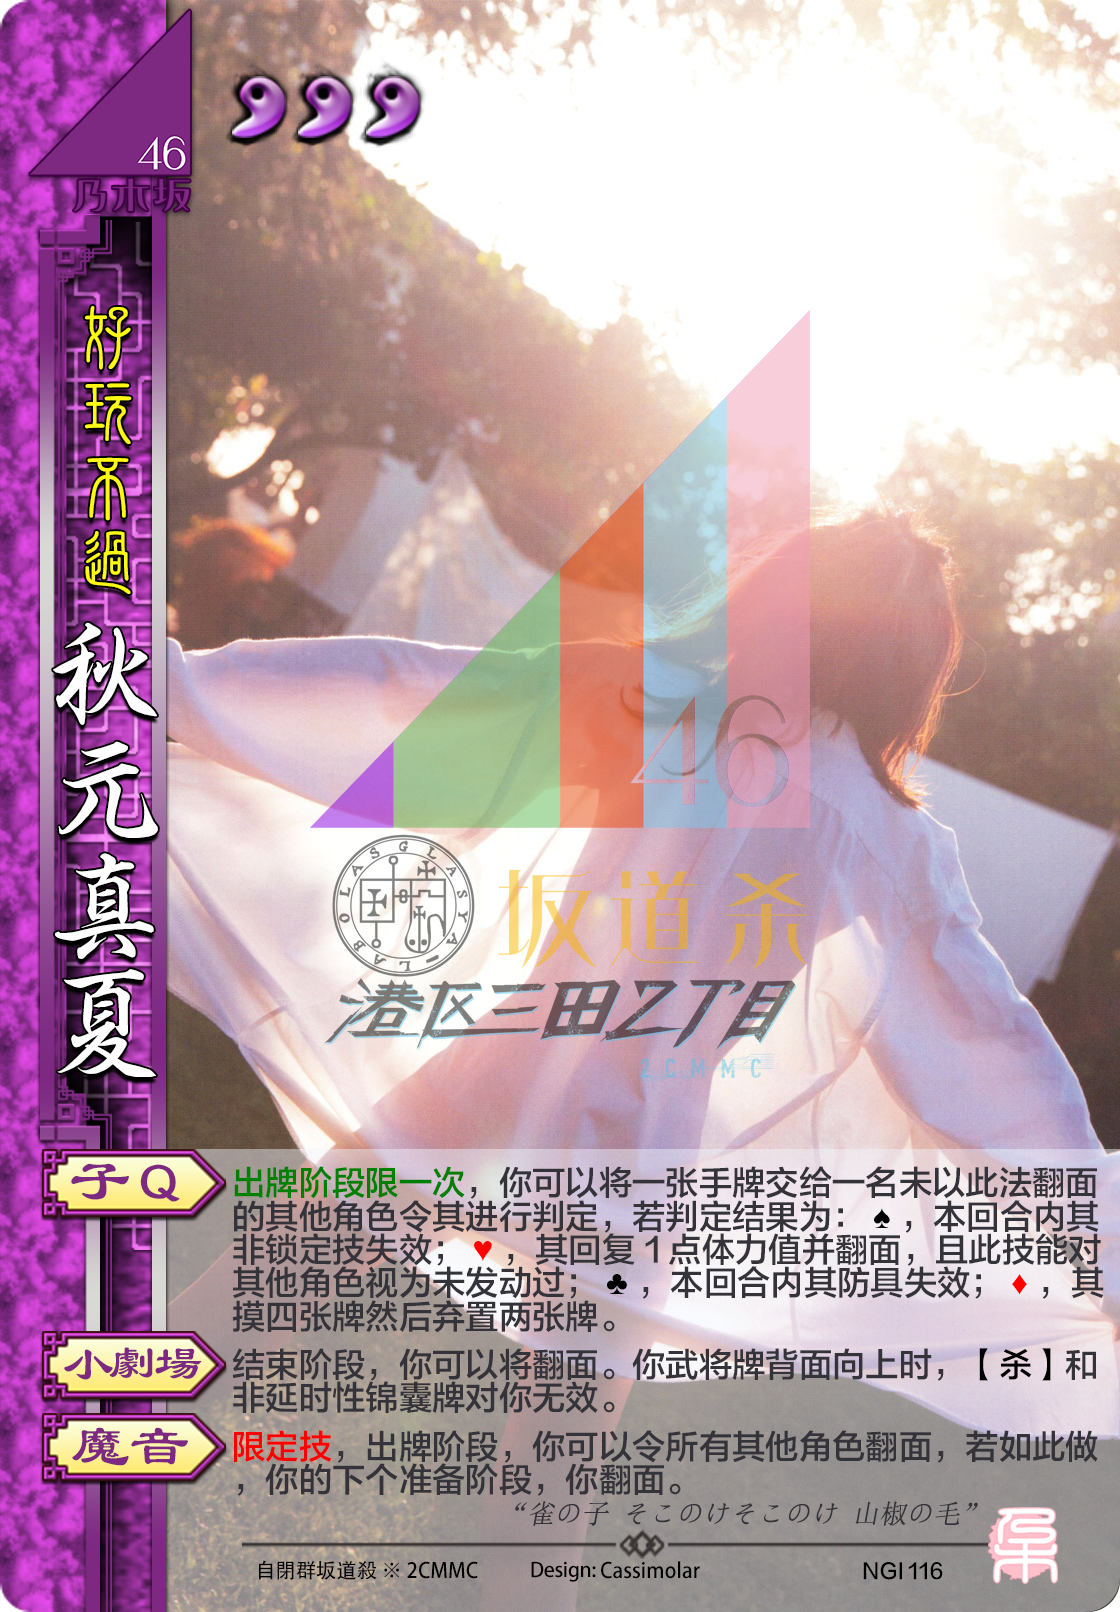 46
乃木坂
好玩不過
秋元真夏
46
GLASYA-LABOLAS
坂道杀
港区三田2丁目
2CMMC
子Q
出牌阶段限一次，你可以将一张手牌交给一名未以此法翻面
的其他角色令其进行判定，若判定结果为：♠，本回合内其
非锁定技失效；♥，其回复1点体力值并翻面，且此技能对
其他角色视为未发动过；♣，本回合内其防具失效；♦，其
摸四张牌然后弃置两张牌。
小劇場
结束阶段，你可以将翻面。你武将牌背面向上时，【杀】和
非延时性锦囊牌对你无效。
魔音
限定技，出牌阶段，你可以令所有其他角色翻面，若如此做
，你的下个准备阶段，你翻面。
“雀の子 そこのけそこのけ 山椒の毛”
自閉群坂道殺 ※ 2CMMC Design: Cassimolar NGI 116